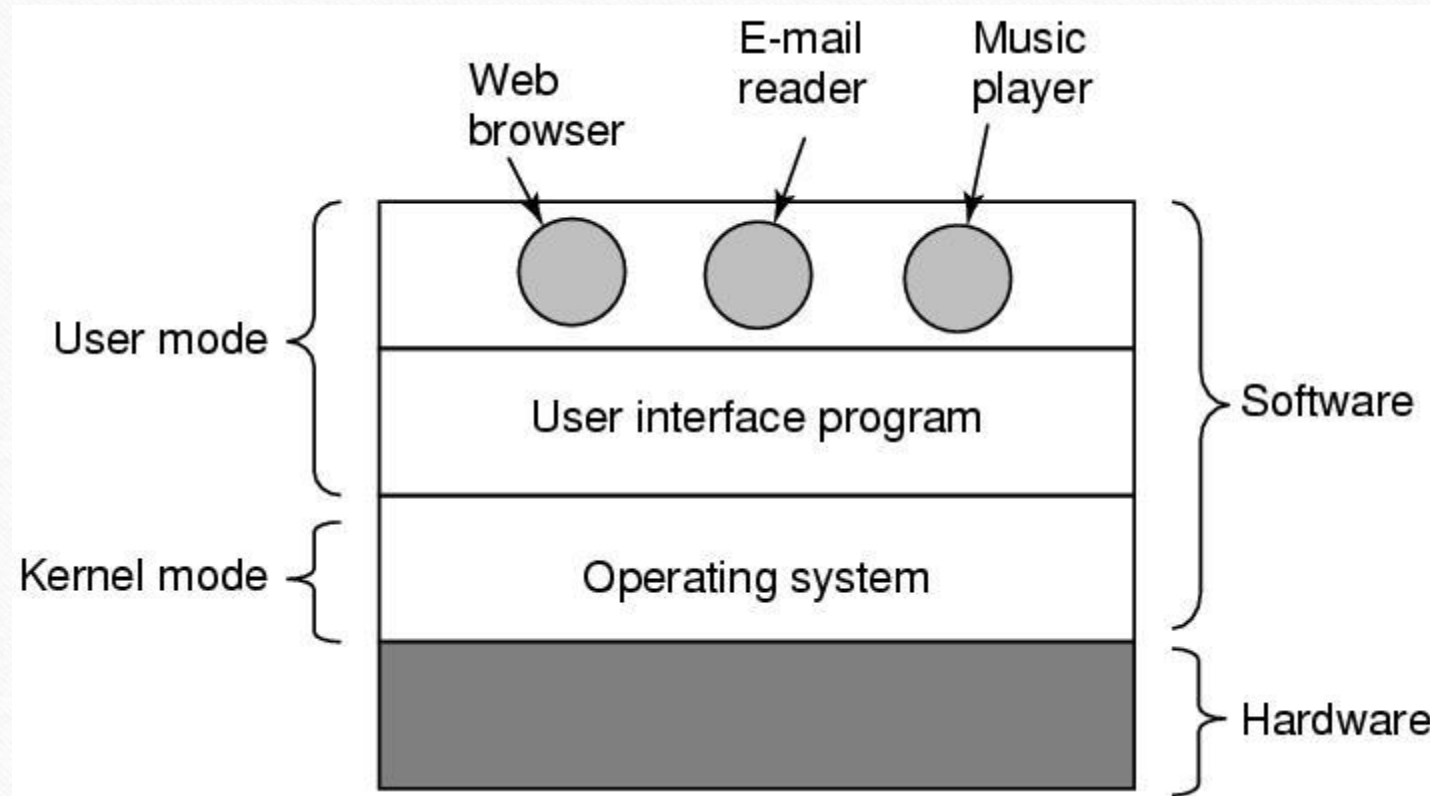 Web
browser
E-mail
reader
Music
player
User mode
User interface program
Software
Kernel mode
Operating system
Hardware